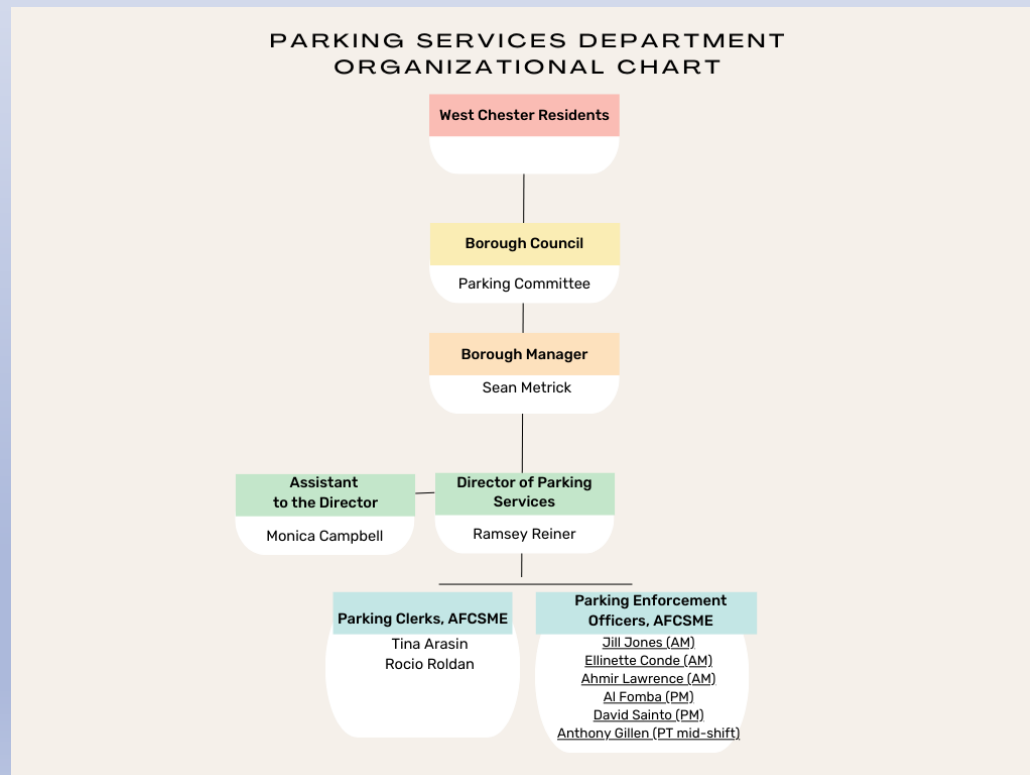 PARKING SERVICES DEPARTMENT
ORGANIZATIONAL CHART
West Chester Residents
Borough Council
Parking Committee
Borough Manager
Sean Metrick
Assistant
to the Director
Monica Campbell
Director of Parking
Services
Ramsey Reiner
Parking Clerks, AFCSME
Tina Arasin
Rocio Roldan
Parking Enforcement
Officers, AFCSME
Jill Jones (AM)
Ellinette Conde (AM)
Ahmir Lawrence (AM)
Al Fomba (PM)
David Sainto (PM)
Anthony Gillen (PT mid-shift)